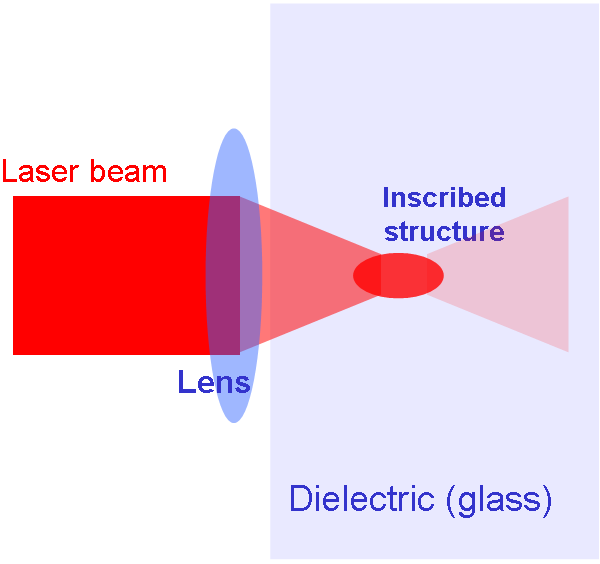 Laser beam
Inscribed
structure
Lens
Dielectric (glass)